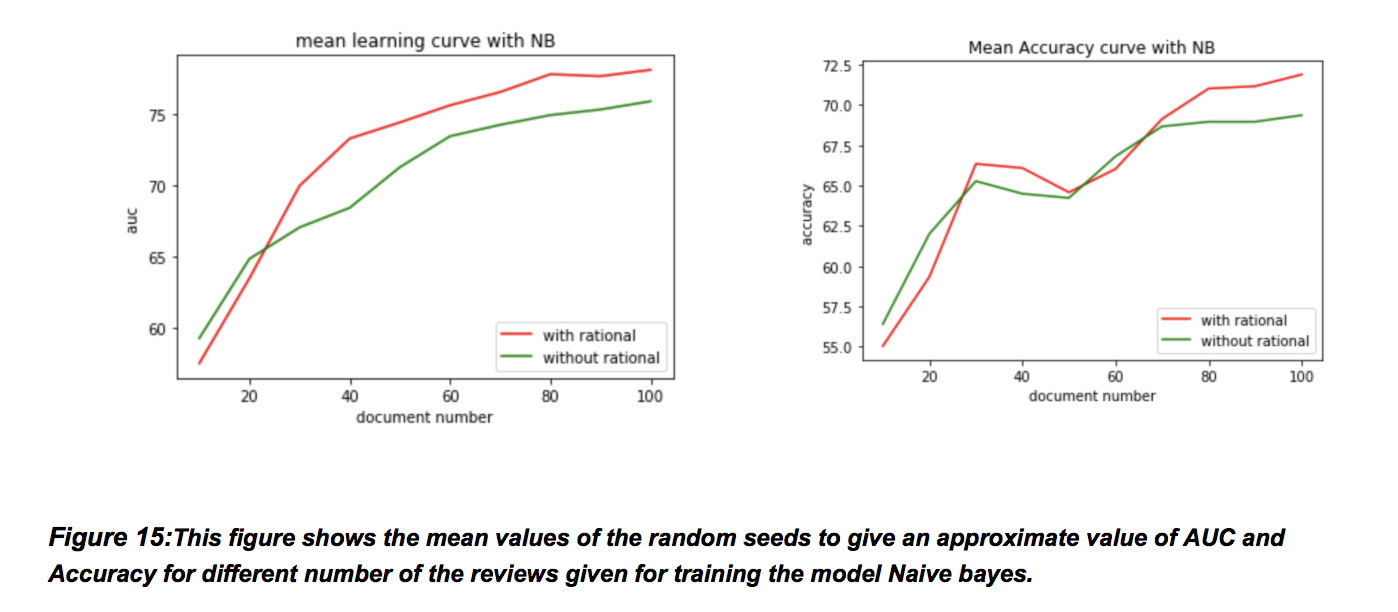 mean learning curve with NB
75
70
65
60
auc
20 40 60 80 100
document number
with rational
without rational
Mean Accuracy curve with NB
72.5
70.0
67.5
65.0
62.5
60.0
57.5
55.0
accuracy
20 40 60 80 100
document number
with rational
without rational
Figure 15:This figure shows the mean values of the random seeds to give an approximate value of AUC and
Accuracy for different number of the reviews given for training the model Naive bayes.